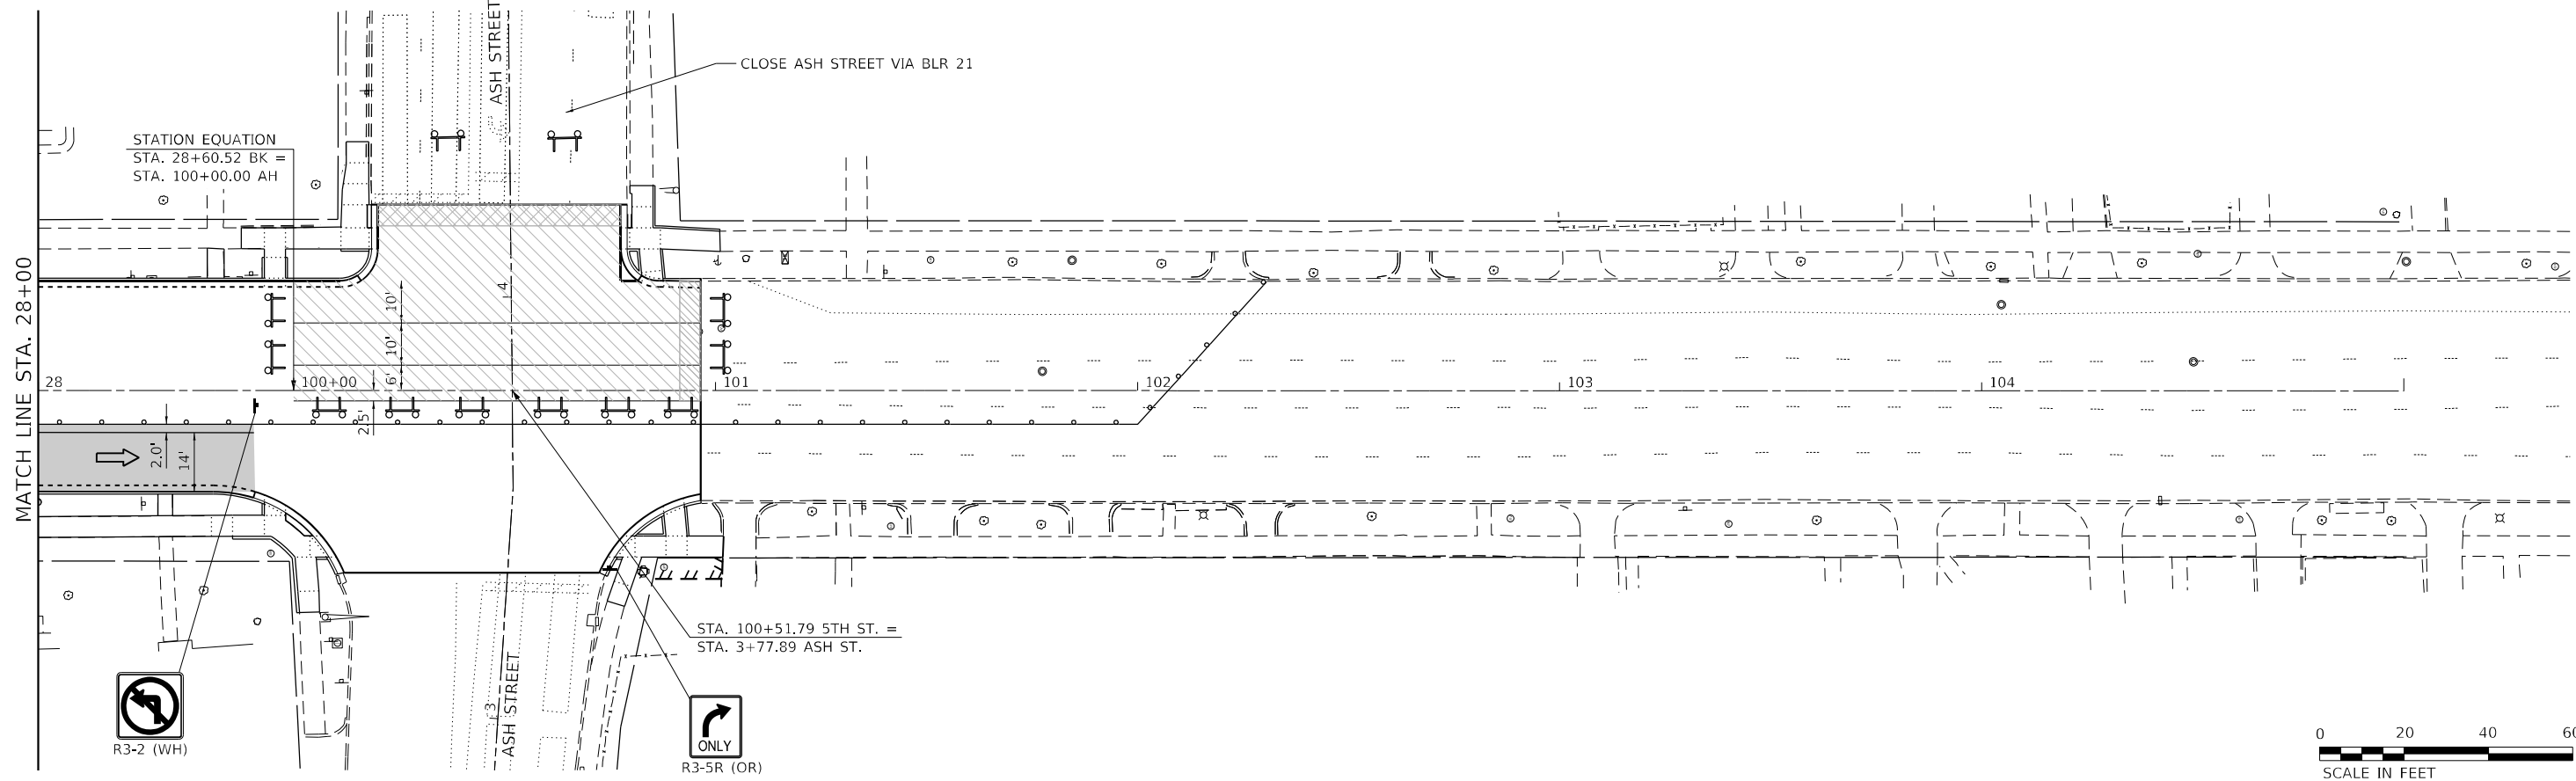 ASH STREET
CLOSE ASH STREET VIA BLR 21
STATION EQUATION
STA. 28+60.52 BK =
STA. 100+00.00 AH
MATCH LINE STA. 28+00
4
10'
10'
6'
28
100+00
101
102
103
104
2.5'
2.0'
14'
STA. 100+51.79 5TH ST. =
STA. 3+77.89 ASH ST.
3
ASH STREET
R3-2 (WH)
ONLY
R3-5R (OR)
0 20 40 60
SCALE IN FEET